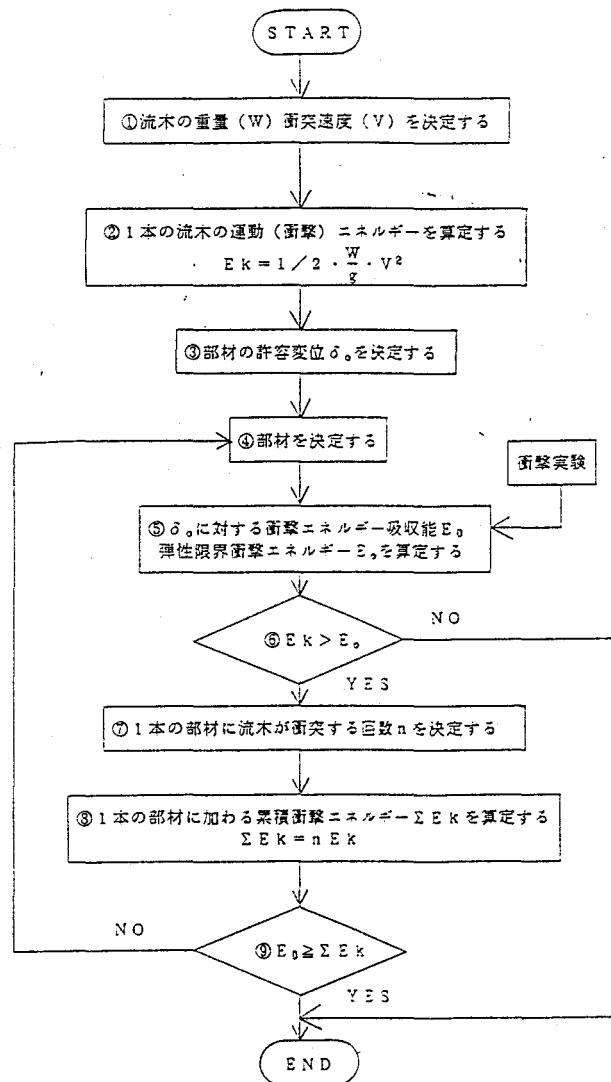 START
①流木の重量(W)衝突速度(V)を決定する
②1本の流木の運動(衝撃)エネルギーを算定する
Ek=1/2・W/g・V²
③部材の許容変位δ。を決定する
④部材を決定する
衝撃実験
⑤δ。に対する衝撃エネルギー吸収能E₀
弾性限界衝撃エネルギーE。を算定する
⑥Ek>E。
NO
YES
⑦1本の部材に流木が衝突する回数nを決定する
⑧1本の部材に加わる累積衝撃エネルギーΣEkを算定する
ΣEk=nEk
NO
⑨E₀≧ΣEk
YES
END